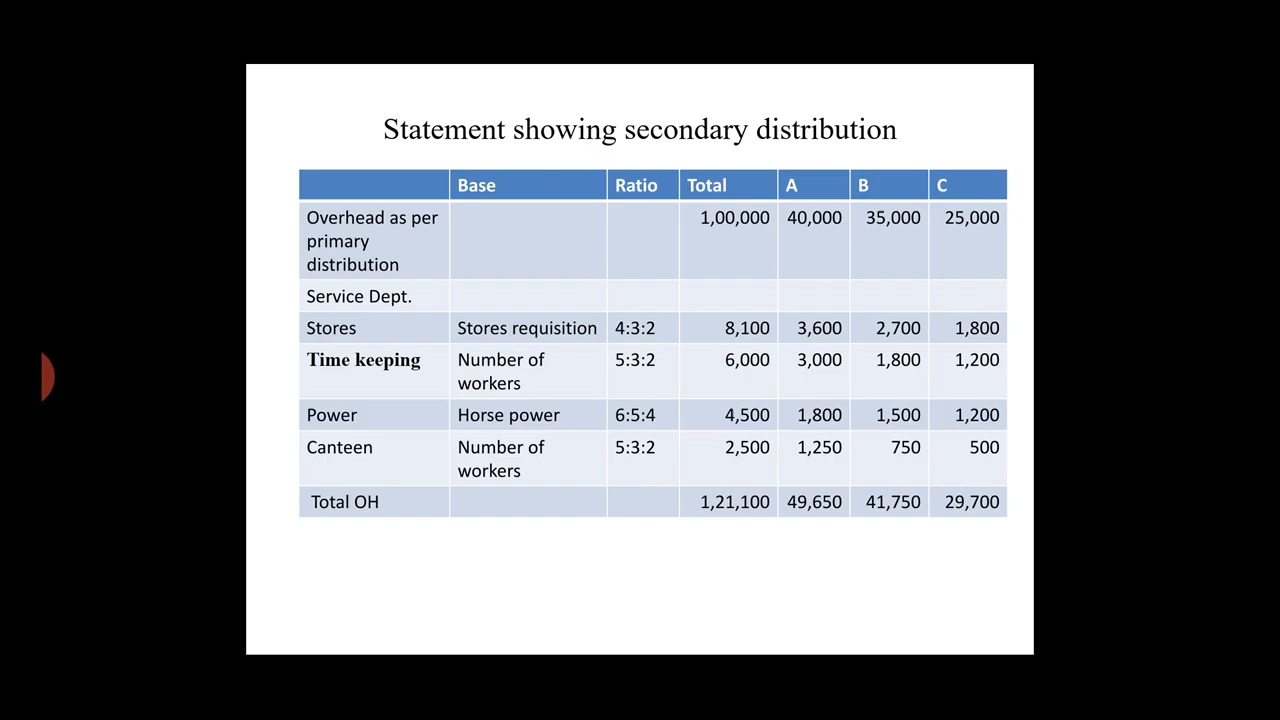 Statement showing secondary distribution
Base Ratio Total A B C
Overhead as per 1,00,000 40,000 35,000 25,000
primary
distribution
Service Dept.
Stores Stores requisition 4:3:2 8,100 3,600 2,700 1,800
Time keeping Number of 5:3:2 6,000 3,000 1,800 1,200
workers
Power Horse power 6:5:4 4,500 1,800 1,500 1,200
Canteen Number of 5:3:2 2,500 1,250 750 500
workers
Total OH 1,21,100 49,650 41,750 29,700